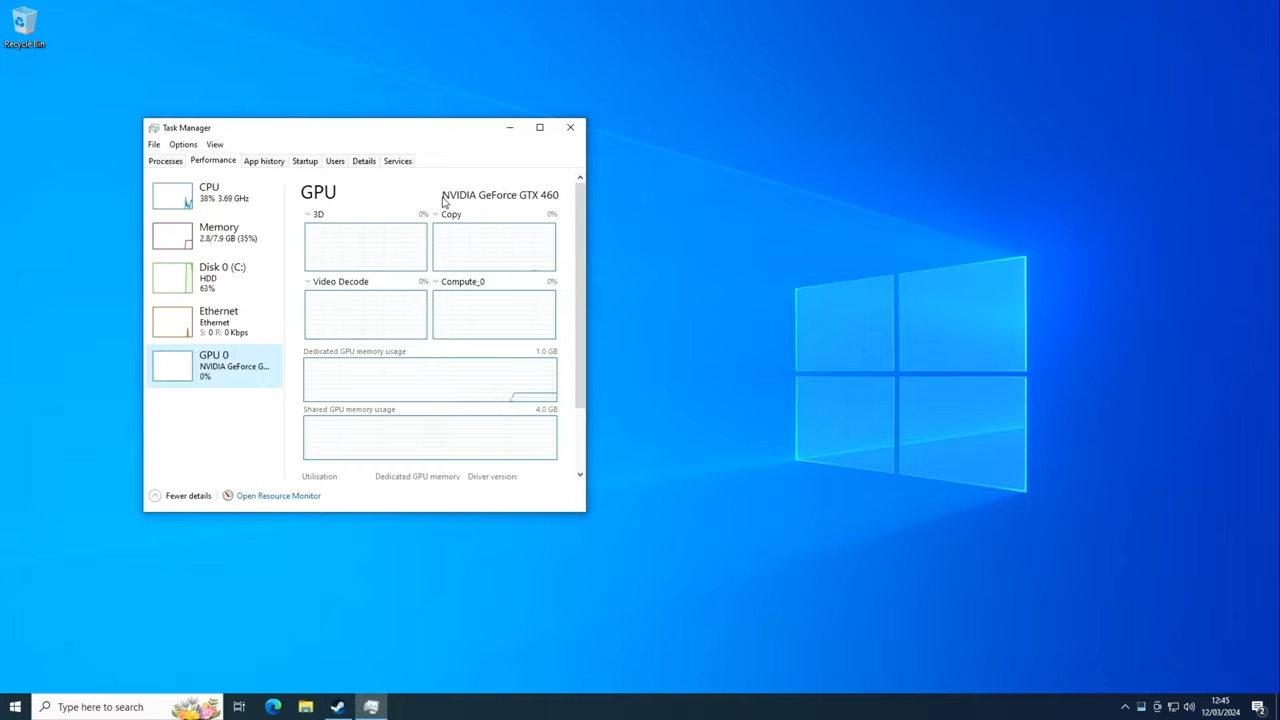 Recycle Bin
Task Manager
File Options View
Processes Performance App history Startup Users Details Services
CPU
38% 3.69 GHz
Memory
2.8/7.9 GB (35%)
Disk 0 (C:)
HDD
63%
Ethernet
Ethernet
S: 0 R: 0 Kbps
GPU 0
NVIDIA GeForce G...
0%
GPU NVIDIA GeForce GTX 460
3D 0% Copy 0%
Video Decode 0% Compute_0 0%
Dedicated GPU memory usage 1.0 GB
Shared GPU memory usage 4.0 GB
Utilisation Dedicated GPU memory Driver version:
Fewer details Open Resource Monitor
Type here to search
12:45
12/03/2024
2